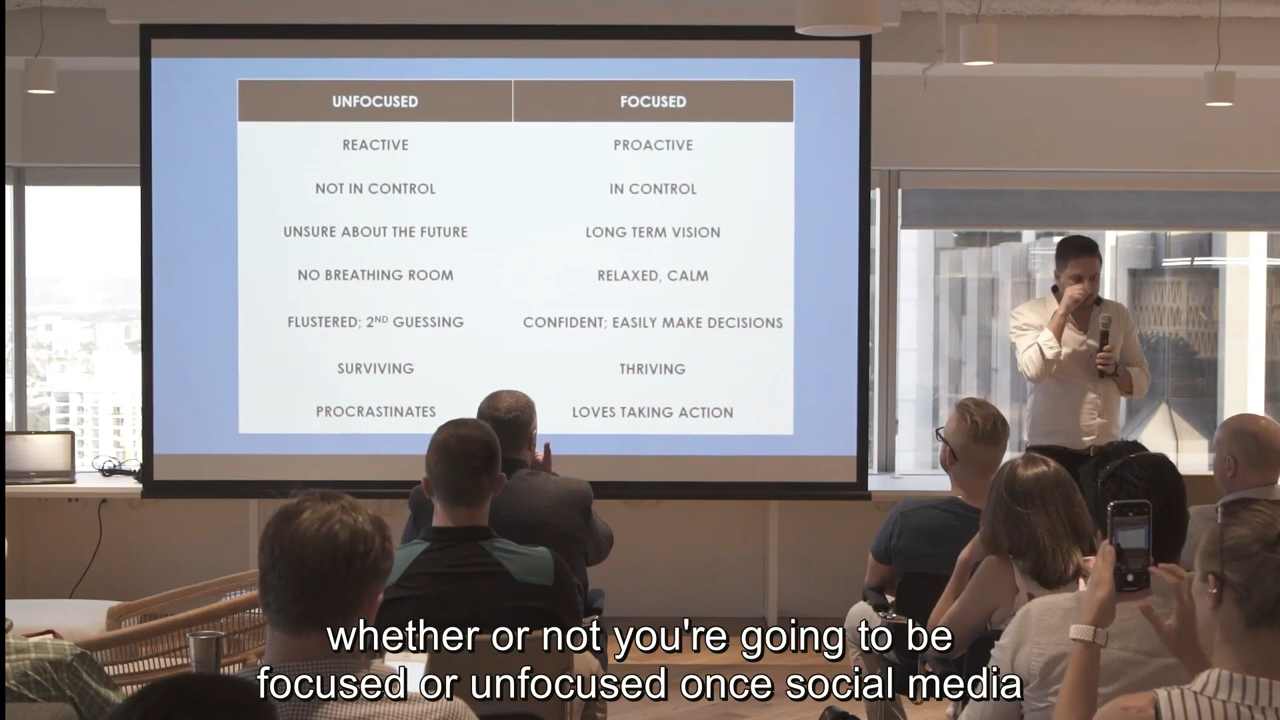 UNFOCUSED FOCUSED
REACTIVE PROACTIVE
NOT IN CONTROL IN CONTROL
UNSURE ABOUT THE FUTURE LONG TERM VISION
NO BREATHING ROOM RELAXED, CALM
FLUSTERED; 2ND GUESSING CONFIDENT; EASILY MAKE DECISIONS
SURVIVING THRIVING
PROCRASTINATES LOVES TAKING ACTION
whether or not you're going to be
focused or unfocused once social media